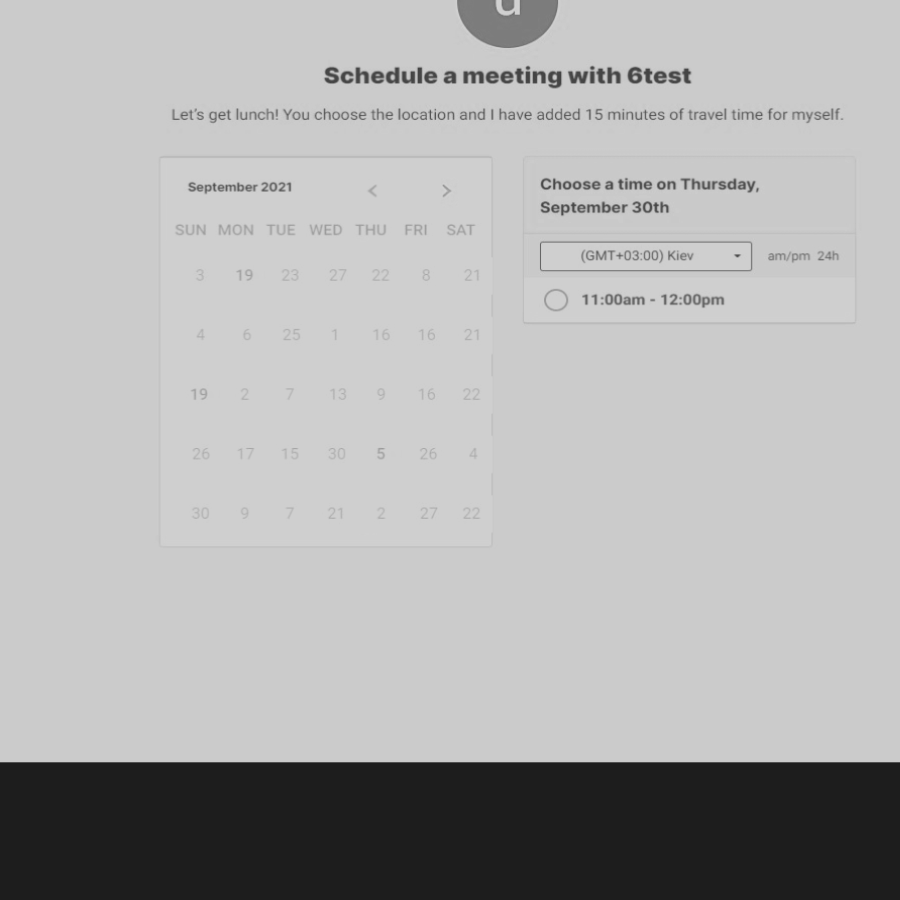 Schedule a meeting with 6test
Let's get lunch! You choose the location and I have added 15 minutes of travel time for myself.
September 2021 < >
SUN MON TUE WED THU FRI SAT
3 19 23 27 22 8 21
4 6 25 1 16 16 21
19 2 7 13 9 16 22
26 17 15 30 5 26 4
30 9 7 21 2 27 22
Choose a time on Thursday,
September 30th
(GMT+03:00) Kiev am/pm 24h
11:00am - 12:00pm